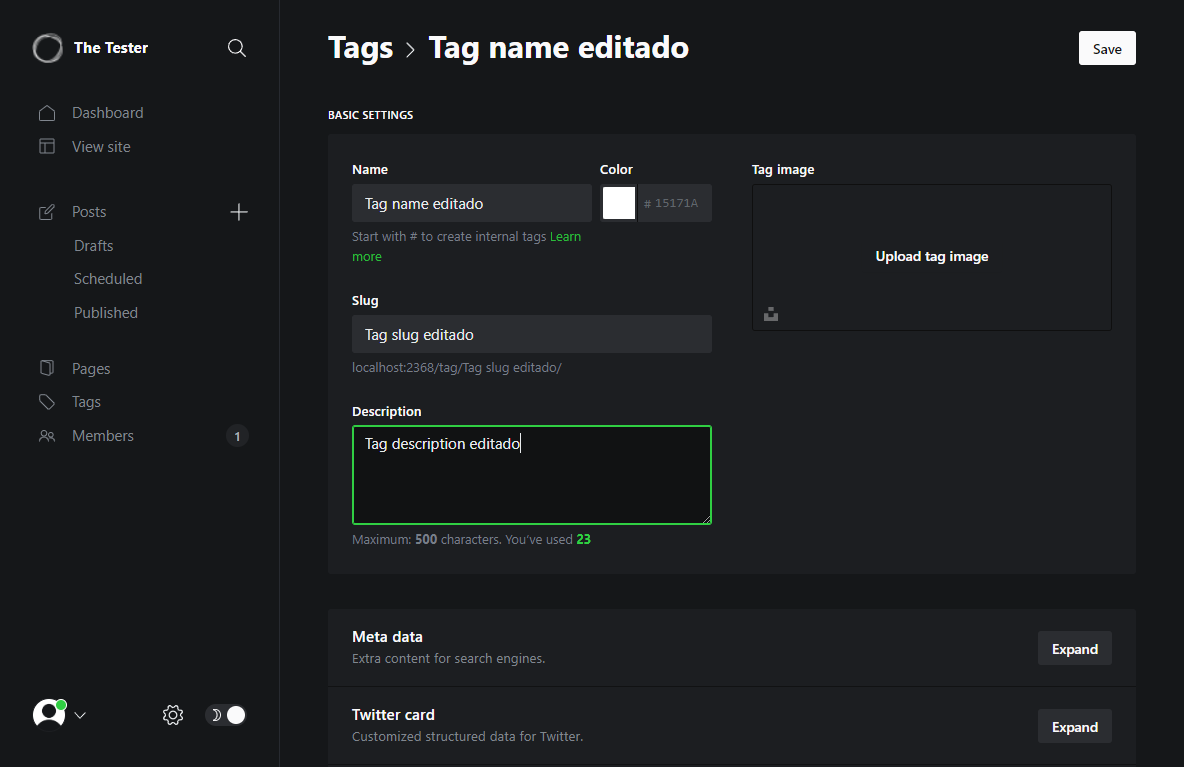 The Tester
Dashboard
View site
Posts
Drafts
Scheduled
Published
Pages
Tags
Members 1
Tags > Tag name editado
Save
BASIC SETTINGS
Name
Tag name editado
Start with # to create internal tags Learn
more
Color
# 15171A
Slug
Tag slug editado
localhost:2368/tag/Tag slug editado/
Description
Tag description editado
Maximum: 500 characters. You've used 23
Tag image
Upload tag image
Meta data
Extra content for search engines.
Expand
Twitter card
Customized structured data for Twitter.
Expand